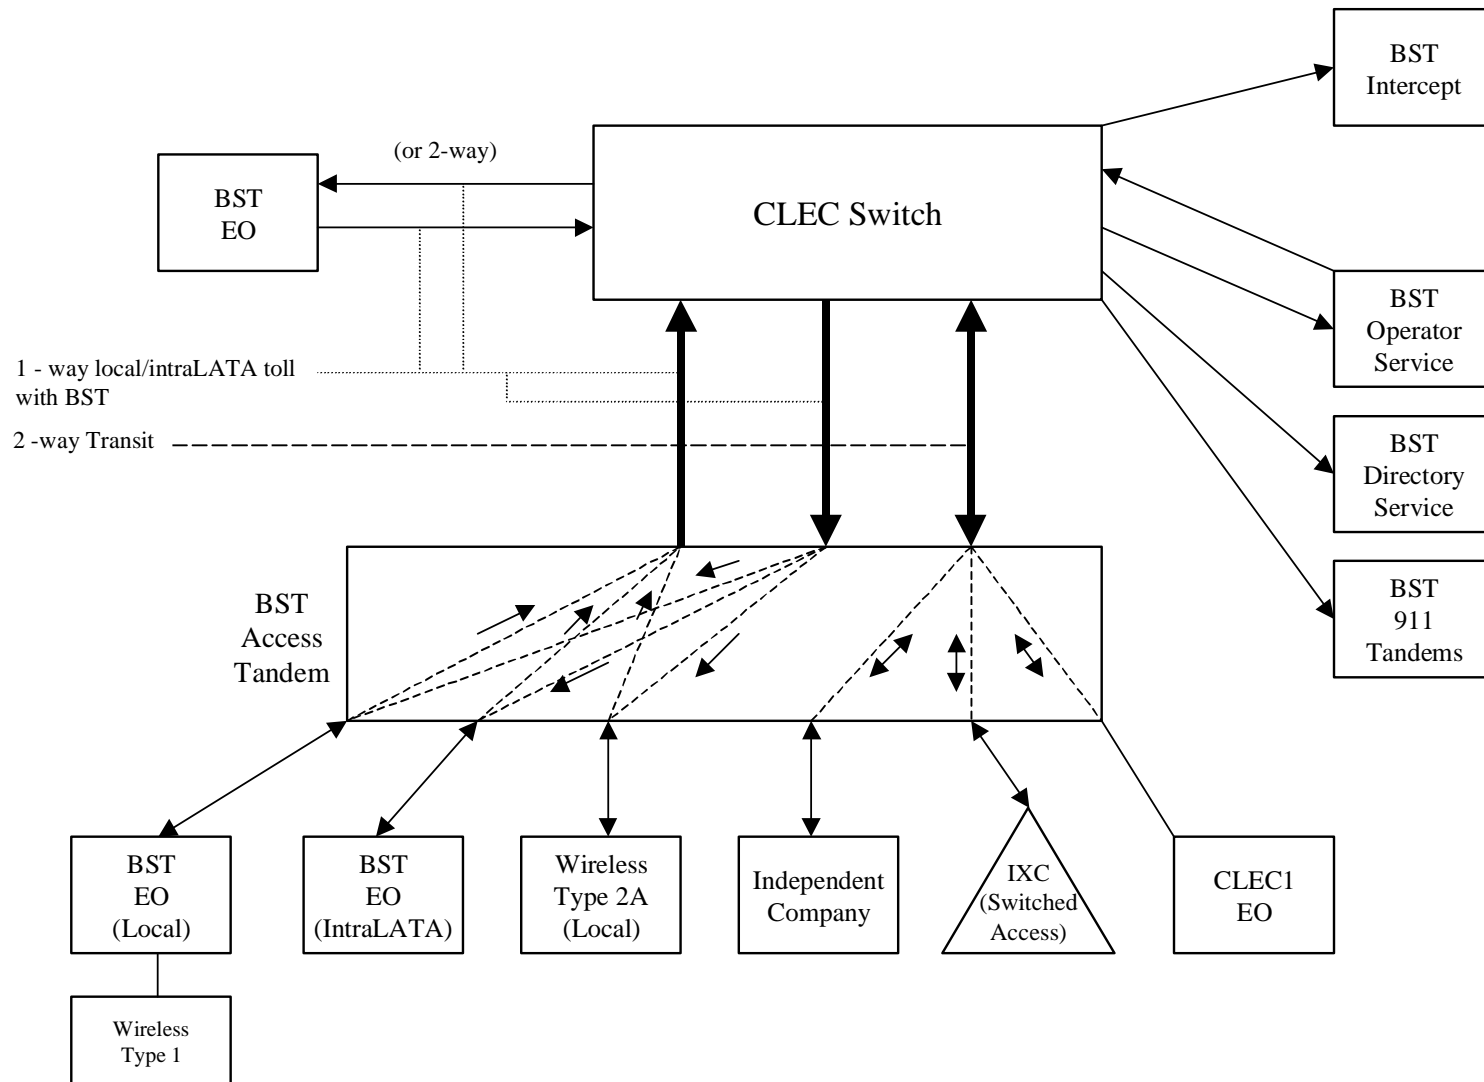 BST
Intercept
(or 2-way)
BST
EO
CLEC Switch
BST
Operator
Service
1 - way local/intraLATA toll
with BST
2 -way Transit
BST
Directory
Service
BST
Access
Tandem
BST
911
Tandems
BST
EO
(Local)
BST
EO
(IntraLATA)
Wireless
Type 2A
(Local)
Independent
Company
IXC
(Switched
Access)
CLEC1
EO
Wireless
Type 1